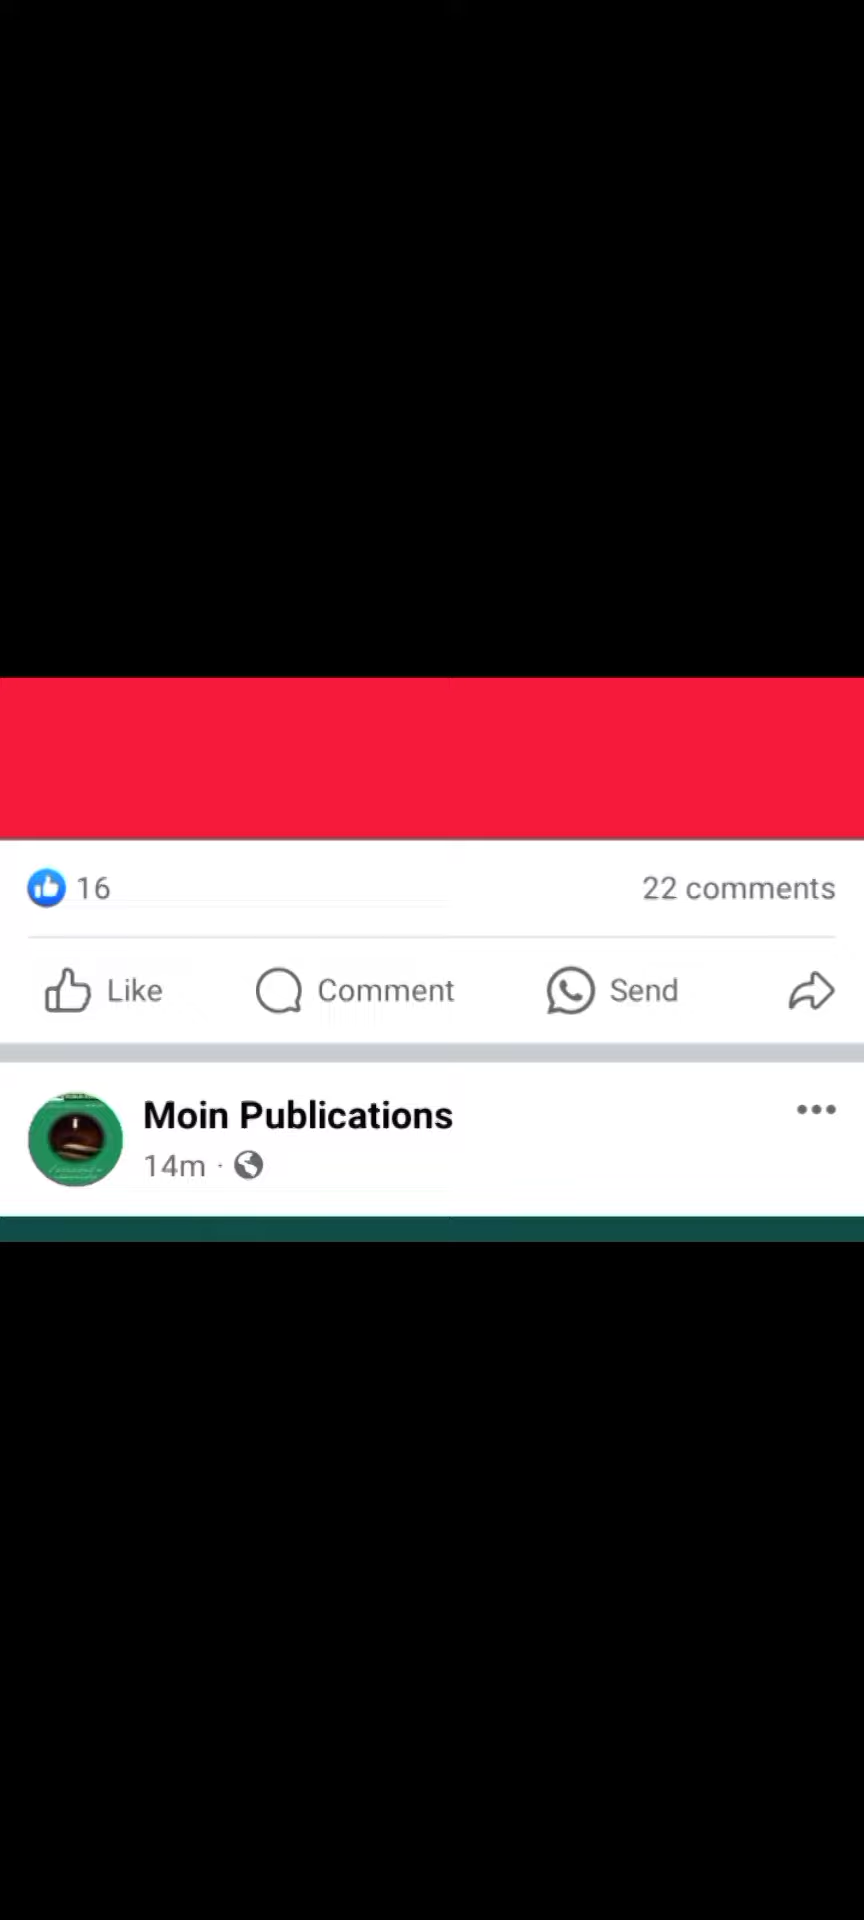 16
22 comments
Like
Comment
Send
Moin Publications
14m ·